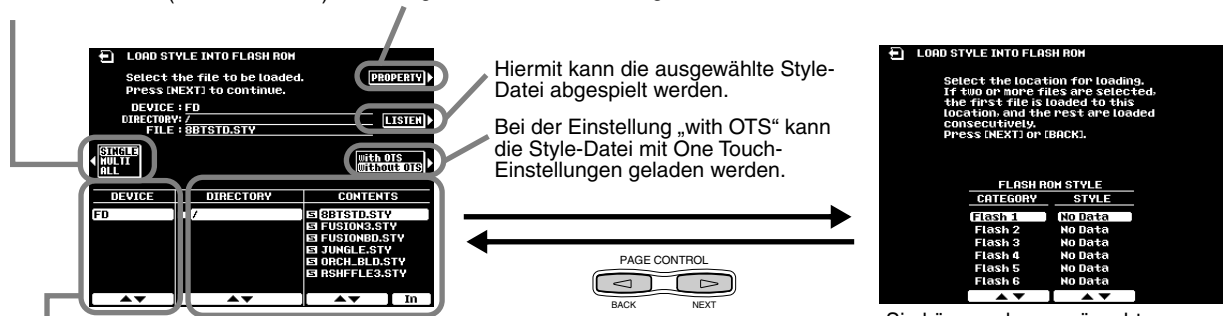 LOAD STYLE INTO FLASH ROM
Select the file to be loaded.
Press [NEXT] to continue.
PROPERTY
DEVICE : FD
DIRECTORY: /
FILE : 8BTSTD.STY
LISTEN
SINGLE
MULTI
ALL
with OTS
without OTS
DEVICE DIRECTORY CONTENTS
FD / 8BTSTD.STY
FUSION3.STY
FUSIONBD.STY
JUNGLE.STY
ORCH_BLD.STY
RSHFFLE3.STY
In
Hiermit kann die ausgewählte Style-
Datei abgespielt werden.
Bei der Einstellung „with OTS“ kann
die Style-Datei mit One Touch-
Einstellungen geladen werden.
PAGE CONTROL
BACK NEXT
LOAD STYLE INTO FLASH ROM
Select the location for loading.
If two or more files are selected,
the first file is loaded to this
location, and the rest are loaded
consecutively.
Press [NEXT] or [BACK].
FLASH ROM STYLE
CATEGORY STYLE
Flash 1 No Data
Flash 2 No Data
Flash 3 No Data
Flash 4 No Data
Flash 5 No Data
Flash 6 No Data